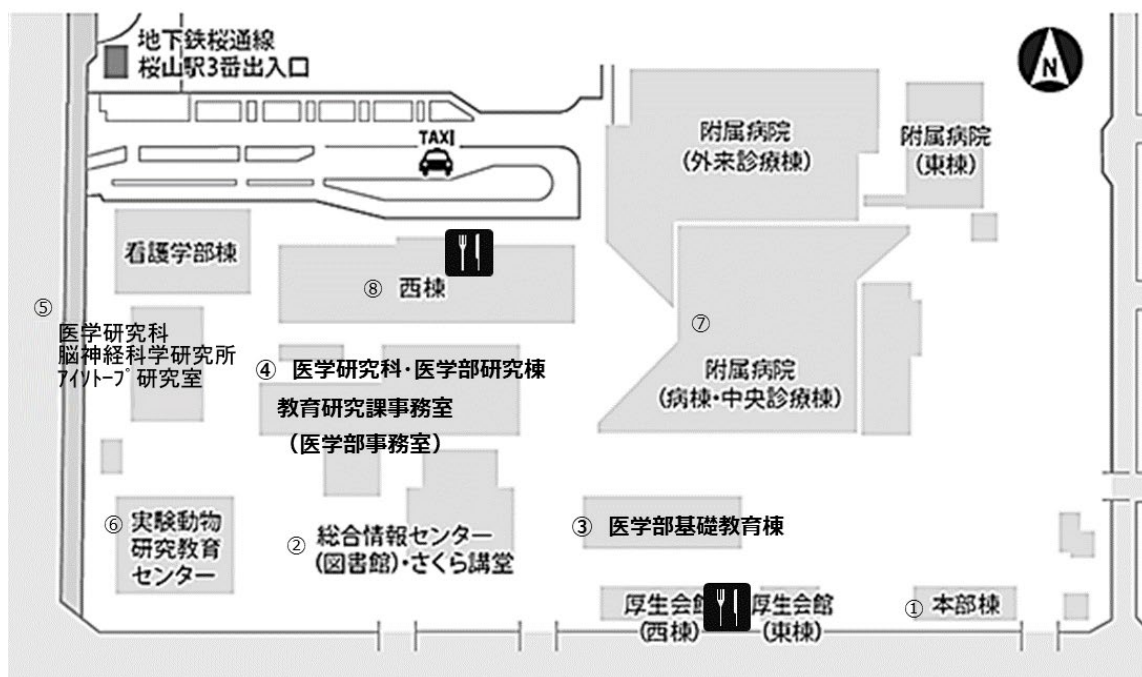 地下鉄桜通線
桜山駅3番出入口
N
TAXI
附属病院
(外来診療棟)
附属病院
(東棟)
看護学部棟
⑧ 西棟
⑤
医学研究科
脳神経科学研究所
アイソトープ研究室
④ 医学研究科・医学部研究棟
教育研究課事務室
(医学部事務室)
⑦
附属病院
(病棟・中央診療棟)
⑥ 実験動物
研究教育
センター
② 総合情報センター
(図書館)・さくら講堂
③ 医学部基礎教育棟
厚生会館
(西棟)
厚生会館
(東棟)
① 本部棟